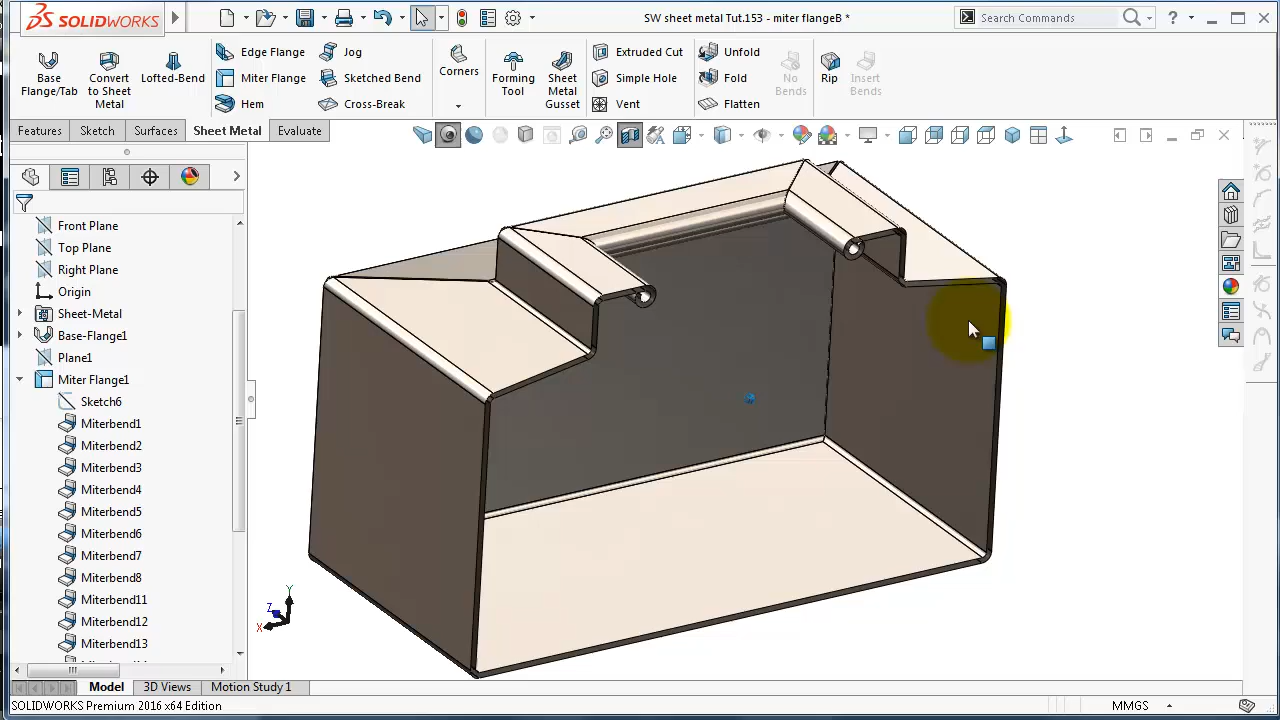 SOLIDWORKS
SW sheet metal Tut.153 - miter flangeB *
Search Commands
Base Flange/Tab
Convert to Sheet Metal
Lofted-Bend
Edge Flange
Miter Flange
Hem
Jog
Sketched Bend
Cross-Break
Corners
Forming Tool
Sheet Metal Gusset
Extruded Cut
Simple Hole
Vent
Unfold
Fold
Flatten
No Bends
Rip
Insert Bends
Features Sketch Surfaces Sheet Metal Evaluate
Front Plane
Top Plane
Right Plane
Origin
Sheet-Metal
Base-Flange1
Plane1
Miter Flange1
Sketch6
Miterbend1
Miterbend2
Miterbend3
Miterbend4
Miterbend5
Miterbend6
Miterbend7
Miterbend8
Miterbend11
Miterbend12
Miterbend13
Y
Z
X
Model 3D Views Motion Study 1
SOLIDWORKS Premium 2016 x64 Edition
MMGS